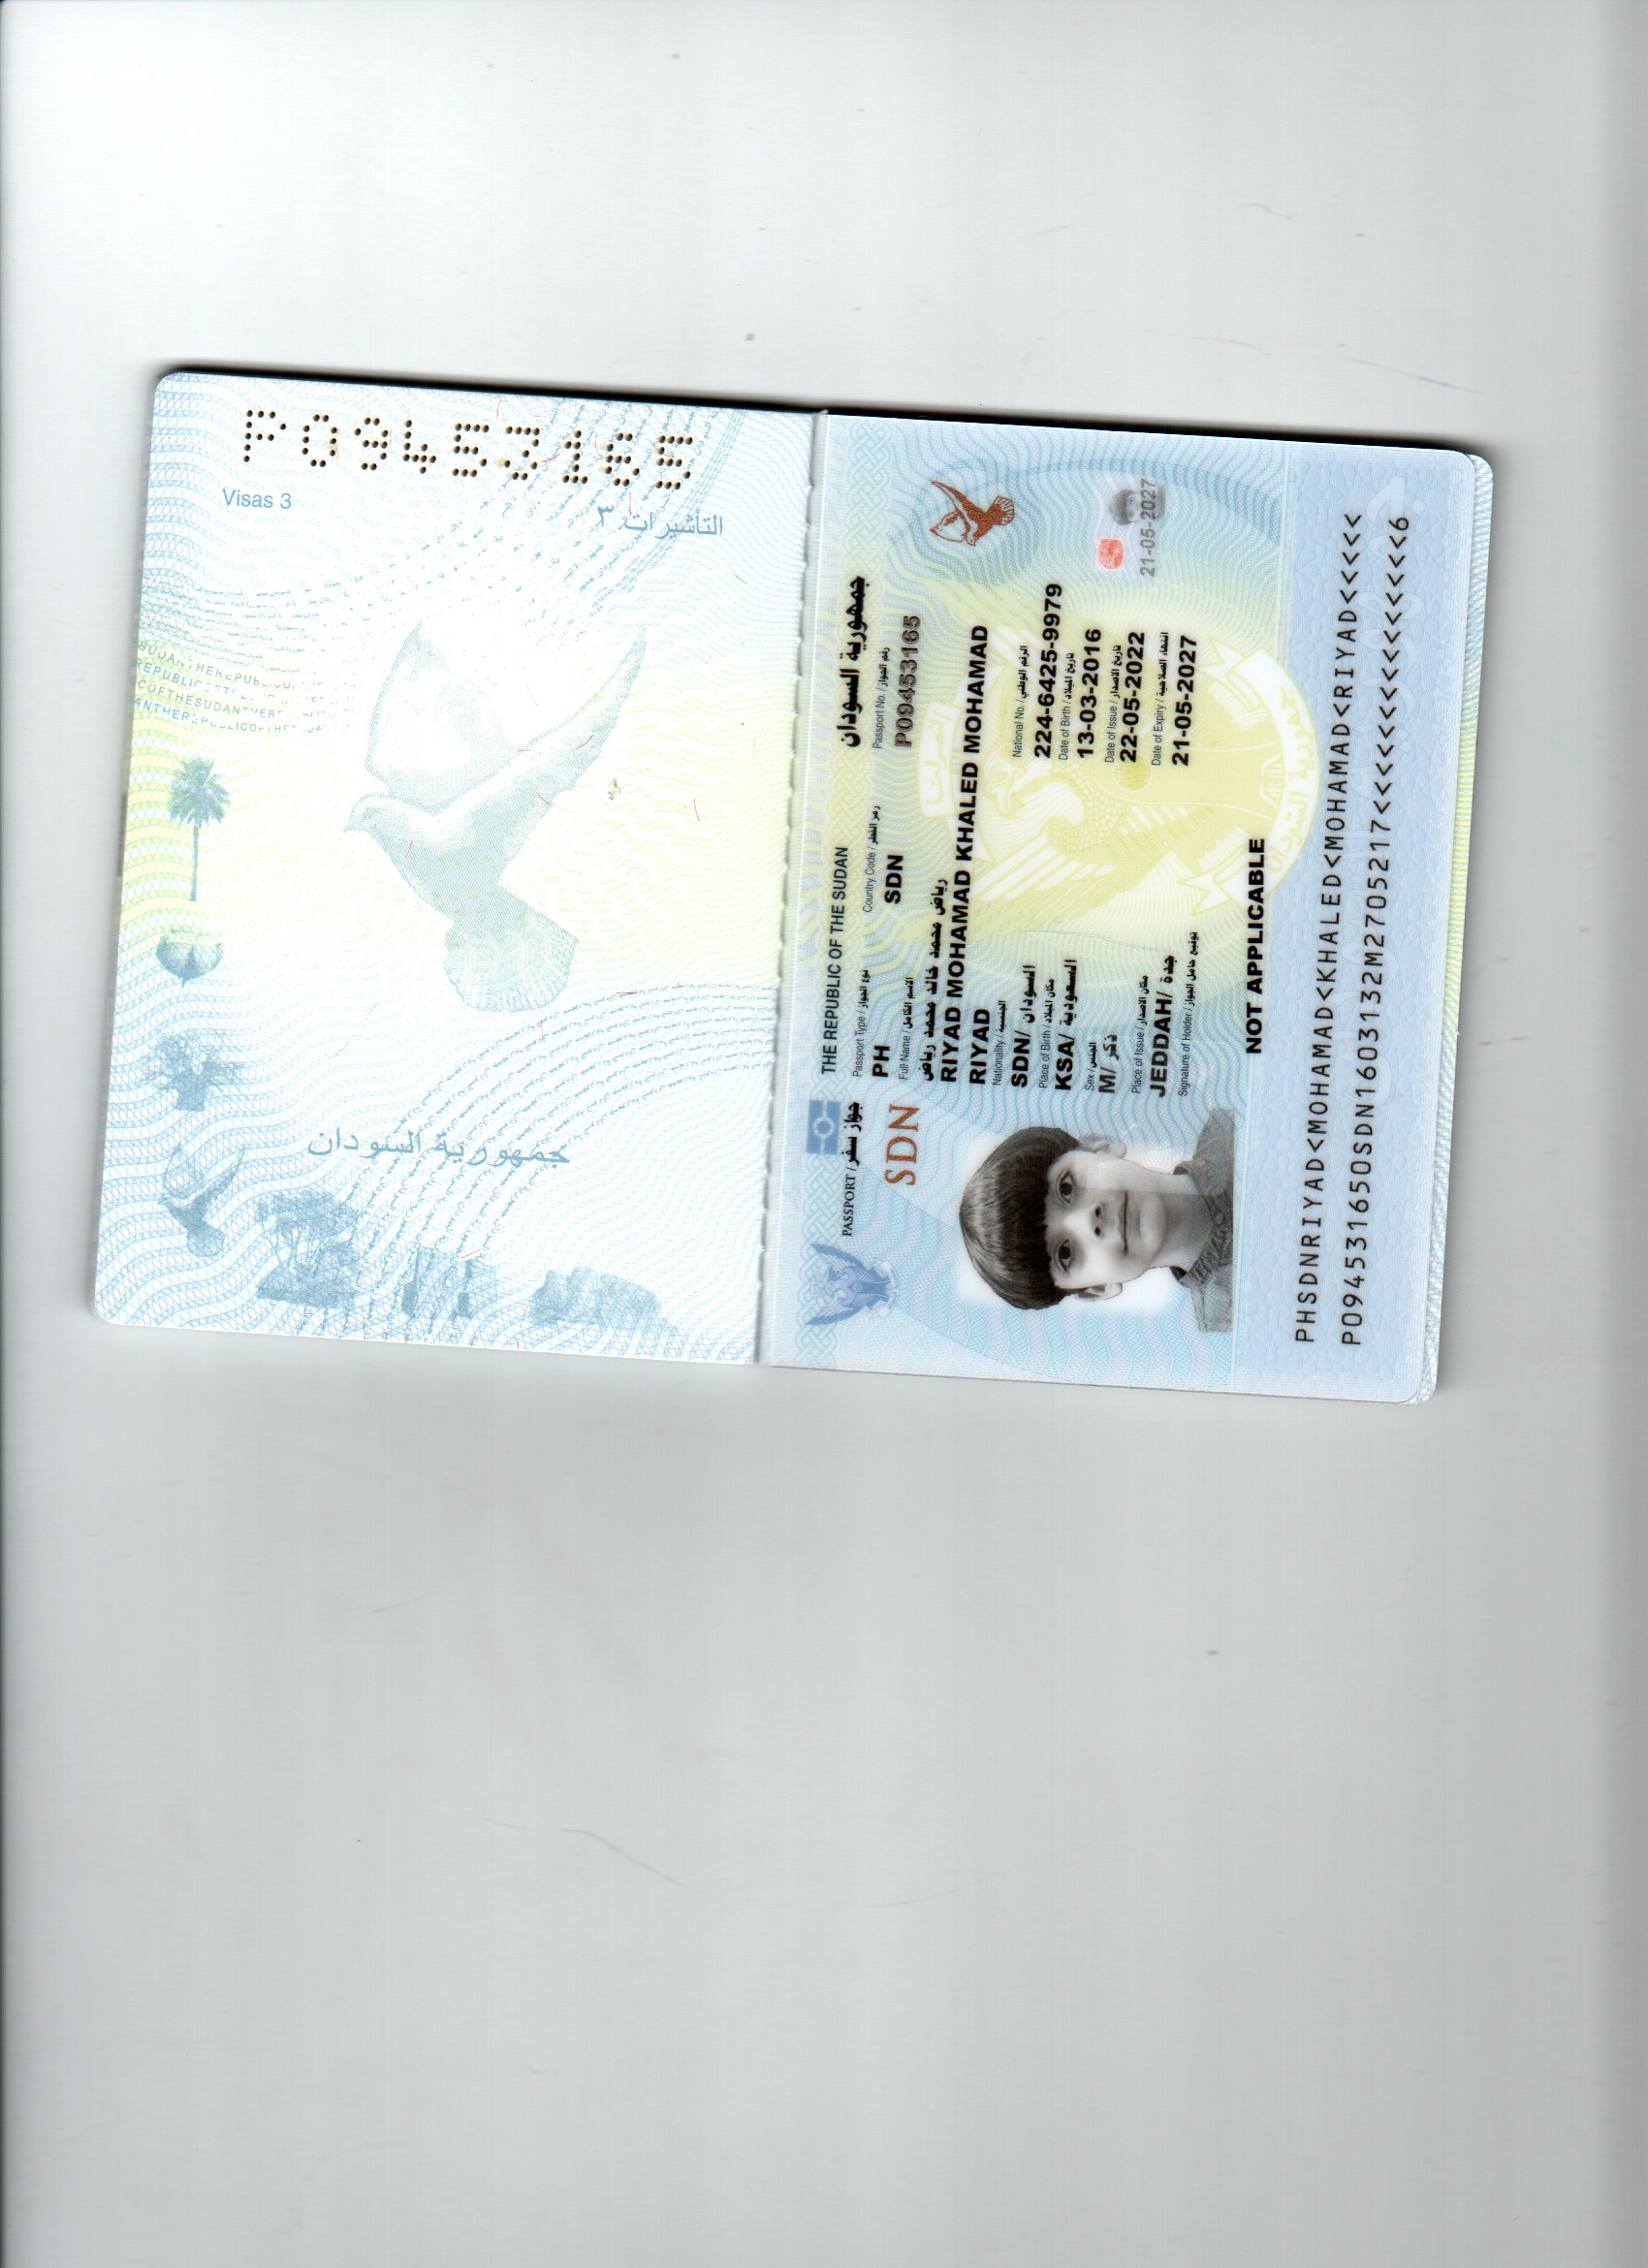 P09453165
Visas 3
التأشيرات ٣
جمهورية السودان
THE REPUBLIC OF THE SUDAN
جمهورية السودان
PASSPORT / جواز سفر
Passport Type / نوع الجواز
Country Code / رمز القطر
Passport No. / رقم الجواز
SDN
PH
SDN
P09453165
Full Name / الاسم الكامل
رياض محمد خالد محمد رياض
RIYAD MOHAMAD KHALED MOHAMAD
RIYAD
Nationality / الجنسية
National No. / الرقم الوطني
SDN/ السودان
224-6425-9979
Place of Birth / مكان الميلاد
Date of Birth / تاريخ الميلاد
KSA/ السعودية
13-03-2016
Sex / الجنس
Date of Issue / تاريخ الاصدار
M/ ذكر
22-05-2022
Place of Issue / مكان الاصدار
Date of Expiry / انتهاء الصلاحية
JEDDAH/ جدة
21-05-2027
21-05-2027
Signature of Holder / توقيع حامل الجواز
NOT APPLICABLE
PHSDNRIYAD<MOHAMAD<KHALED<MOHAMAD<RIYAD<<<<<
P094531650SDN1603132M2705217<<<<<<<<<<<<<<<6